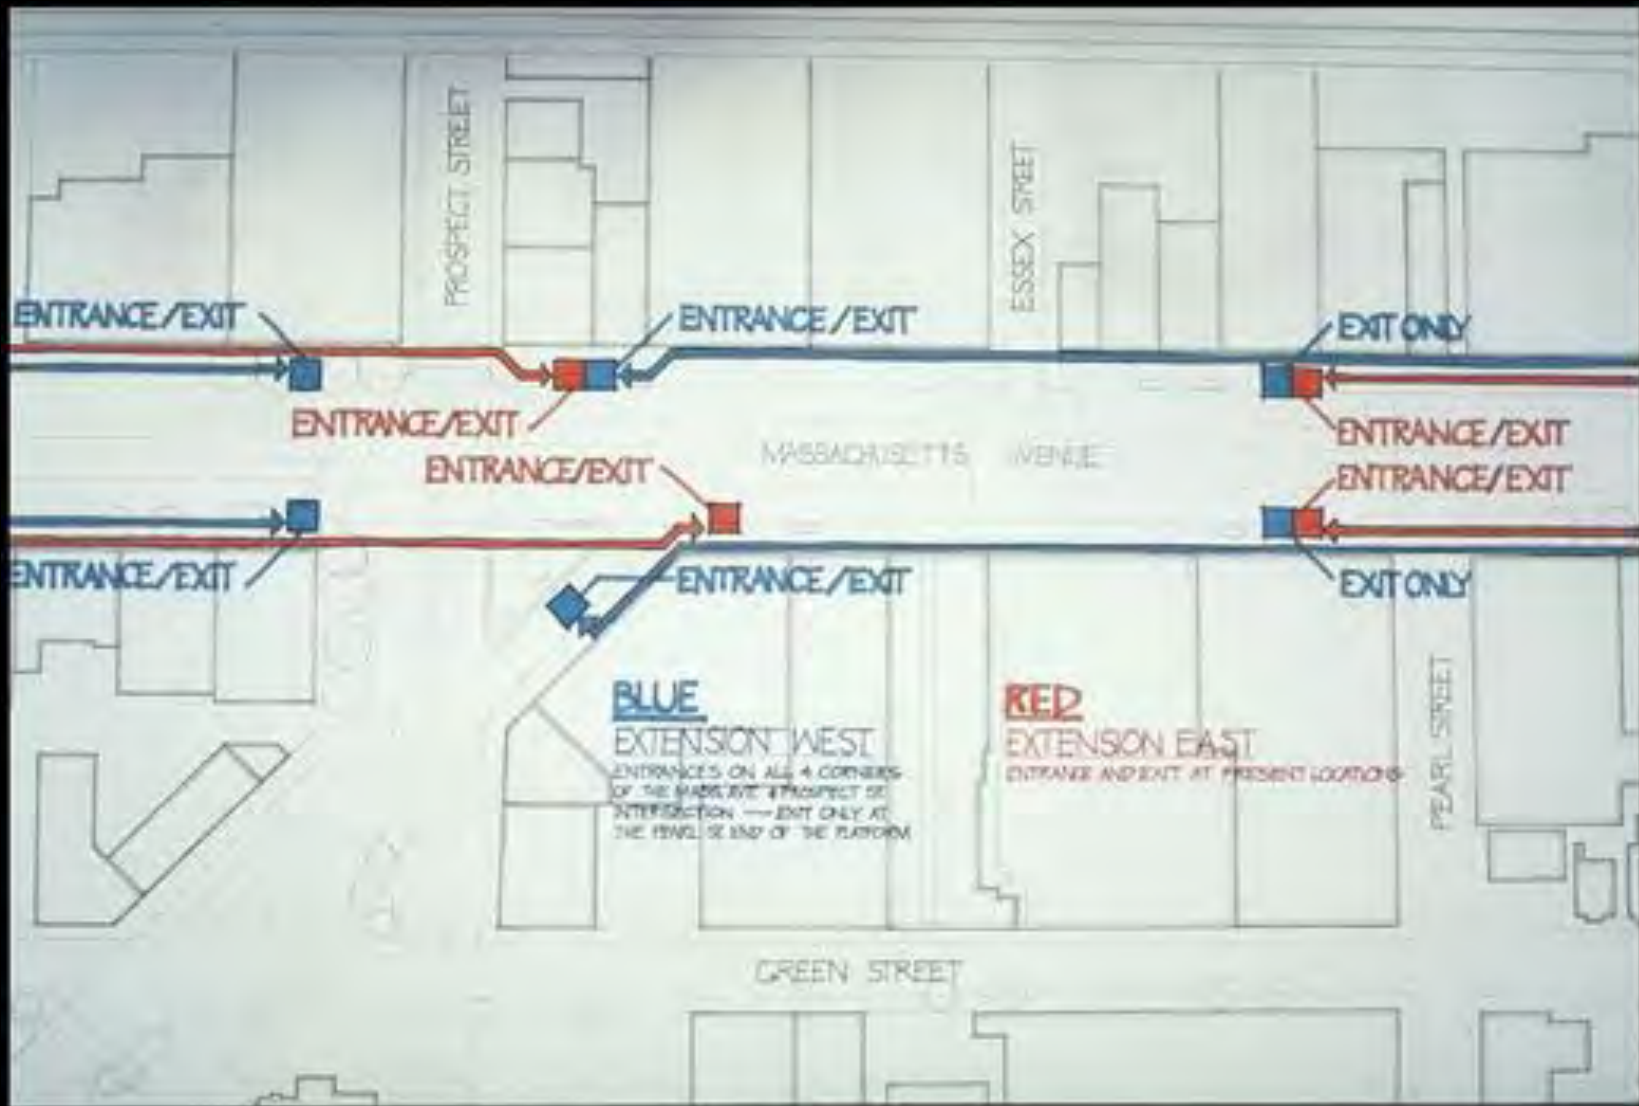 PROSPECT STREET
ESSEX STREET
ENTRANCE/EXIT
ENTRANCE/EXIT
EXIT ONLY
ENTRANCE/EXIT
ENTRANCE/EXIT
MASSACHUSETTS AVENUE
ENTRANCE/EXIT
ENTRANCE/EXIT
ENTRANCE/EXIT
ENTRANCE/EXIT
EXIT ONLY
BLUE
EXTENSION WEST
ENTRANCES ON ALL 4 CORNERS
OF THE MASS. AVE & PROSPECT ST.
INTERSECTION — EXIT ONLY AT
THE PEARL ST. END OF THE PLATFORM
RED
EXTENSION EAST
ENTRANCE AND EXIT AT PRESENT LOCATIONS
PEARL STREET
GREEN STREET